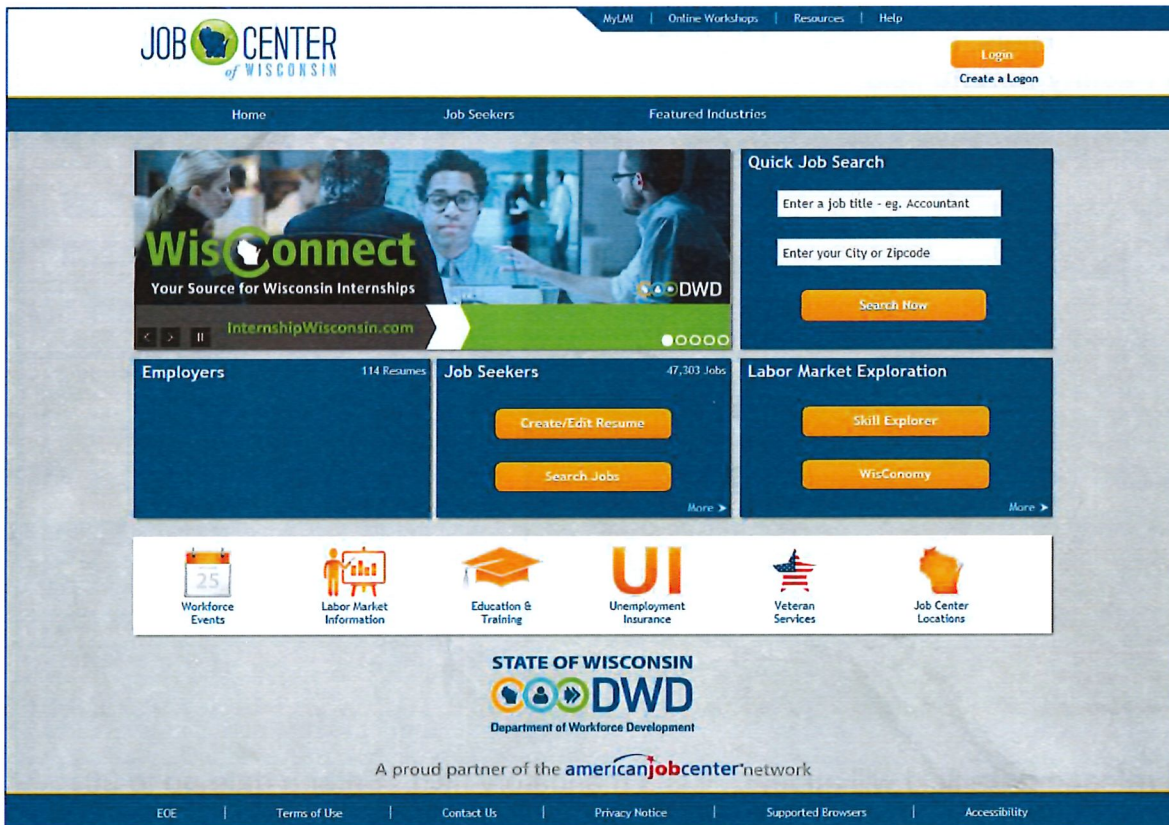 MyLMI | Online Workshops | Resources | Help
JOB CENTER
of WISCONSIN
Login
Create a Logon
Home Job Seekers Featured Industries
WisConnect
Your Source for Wisconsin Internships
DWD
InternshipWisconsin.com
Quick Job Search
Enter a job title - eg. Accountant
Enter your City or Zipcode
Search Now
Employers 114 Resumes
Job Seekers 47,303 Jobs
Create/Edit Resume
Search Jobs
More >
Labor Market Exploration
Skill Explorer
WisConomy
More >
25
Workforce
Events
Labor Market
Information
Education &
Training
UI
Unemployment
Insurance
Veteran
Services
Job Center
Locations
STATE OF WISCONSIN
DWD
Department of Workforce Development
A proud partner of the americanjobcenter network
EOE | Terms of Use | Contact Us | Privacy Notice | Supported Browsers | Accessibility